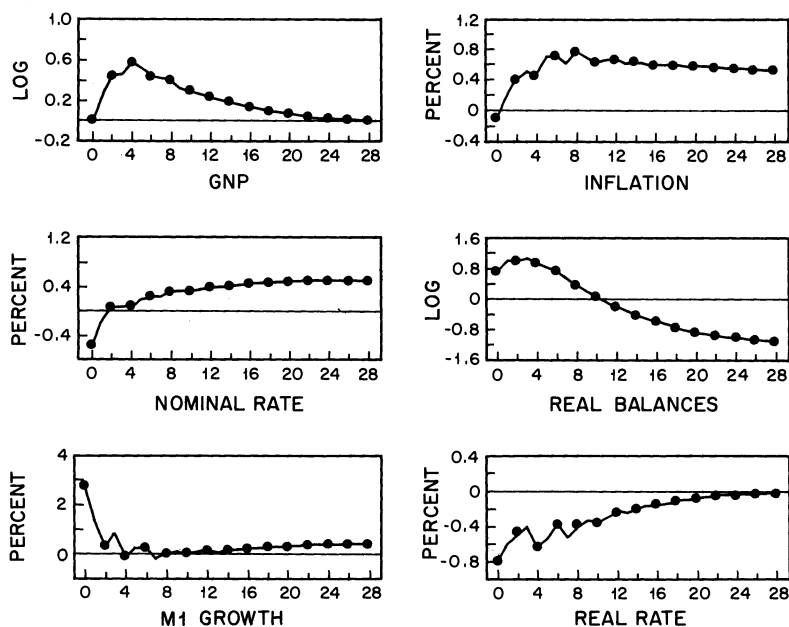 1.0
0.6
0.2
-0.2
LOG
0 4 8 12 16 20 24 28
GNP
1.2
0.8
0.4
0
-0.4
PERCENT
0 4 8 12 16 20 24 28
INFLATION
1.2
0.4
-0.4
PERCENT
0 4 8 12 16 20 24 28
NOMINAL RATE
1.6
0.8
0
-0.8
-1.6
LOG
0 4 8 12 16 20 24 28
REAL BALANCES
4
2
0
PERCENT
0 4 8 12 16 20 24 28
M1 GROWTH
0.4
0
-0.4
-0.8
PERCENT
0 4 8 12 16 20 24 28
REAL RATE